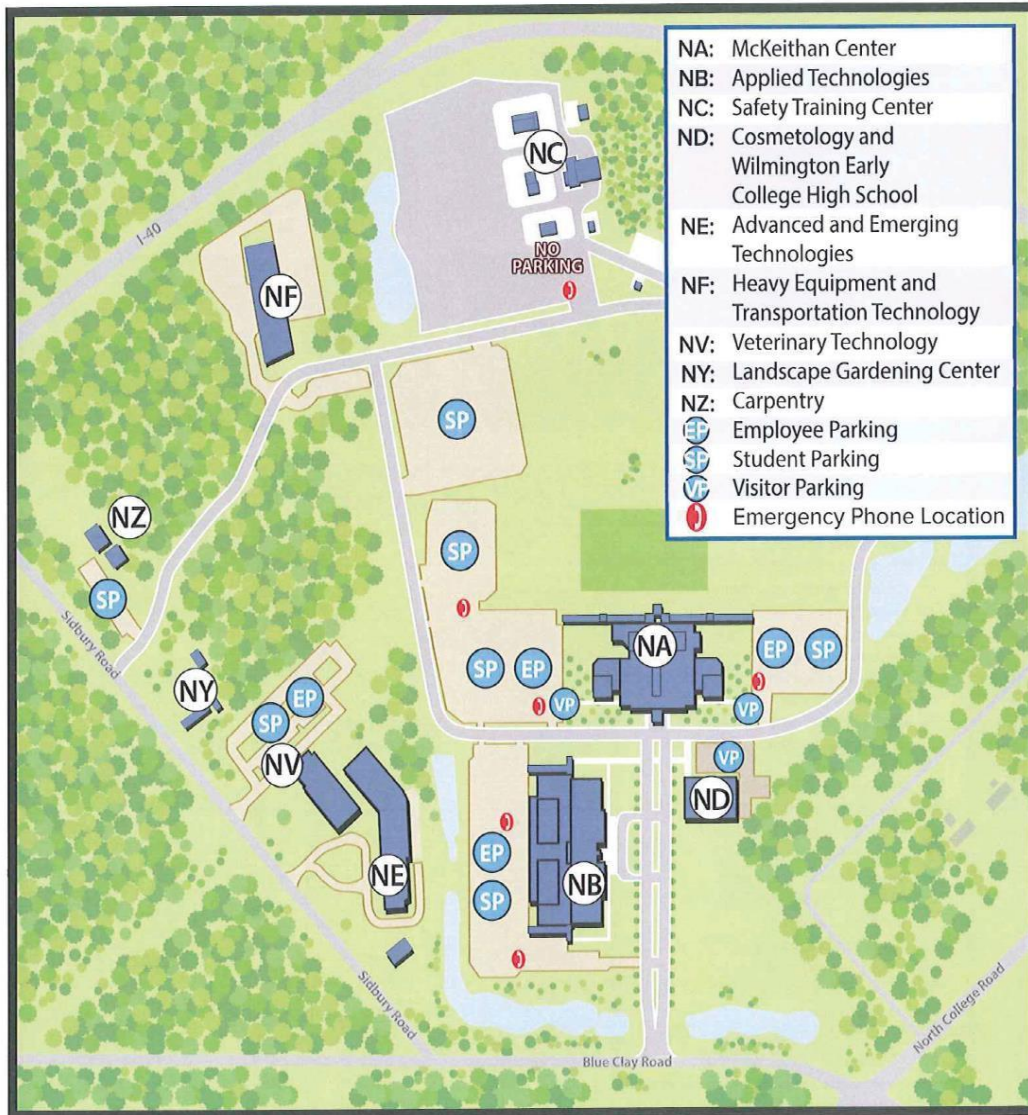 NA: McKeithan Center
NB: Applied Technologies
NC: Safety Training Center
ND: Cosmetology and
Wilmington Early
College High School
NE: Advanced and Emerging
Technologies
NF: Heavy Equipment and
Transportation Technology
NV: Veterinary Technology
NY: Landscape Gardening Center
NZ: Carpentry
EP Employee Parking
SP Student Parking
VP Visitor Parking
Emergency Phone Location
NC
I-40
NO
PARKING
NF
SP
NZ
SP
SP
Sidbury Road
NA
EP SP
SP EP
VP
VP
NY
EP
SP
NV
VP
ND
EP
NE
NB
SP
Sidbury Road
North College Road
Blue Clay Road